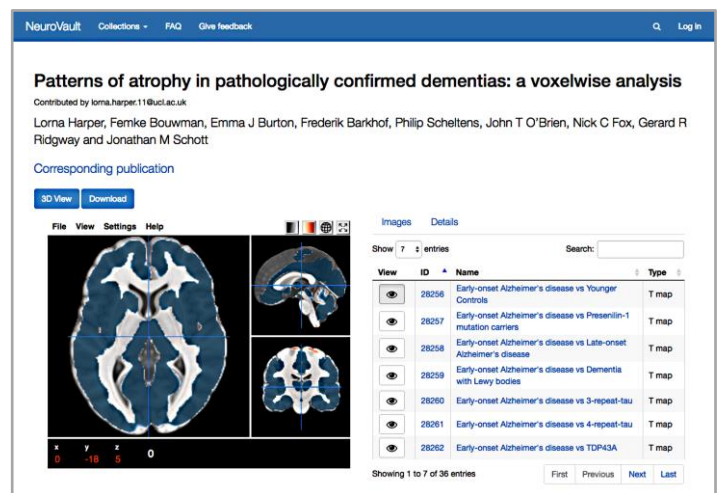 NeuroVault Collections FAQ Give feedback Log In
Patterns of atrophy in pathologically confirmed dementias: a voxelwise analysis
Contributed by lorna.harper.11@ucl.ac.uk
Lorna Harper, Femke Bouwman, Emma J Burton, Frederik Barkhof, Philip Scheltens, John T O'Brien, Nick C Fox, Gerard R
Ridgway and Jonathan M Schott
Corresponding publication
3D View Download
File View Settings Help
x y z
0 -18 5 0
Images Details
Show 7 entries Search:
View ID Name Type
28256 Early-onset Alzheimer's disease vs Younger
Controls T map
28257 Early-onset Alzheimer's disease vs Presenilin-1
mutation carriers T map
28258 Early-onset Alzheimer's disease vs Late-onset
Alzheimer's disease T map
28259 Early-onset Alzheimer's disease vs Dementia
with Lewy bodies T map
28260 Early-onset Alzheimer's disease vs 3-repeat-tau T map
28261 Early-onset Alzheimer's disease vs 4-repeat-tau T map
28262 Early-onset Alzheimer's disease vs TDP43A T map
Showing 1 to 7 of 36 entries First Previous Next Last